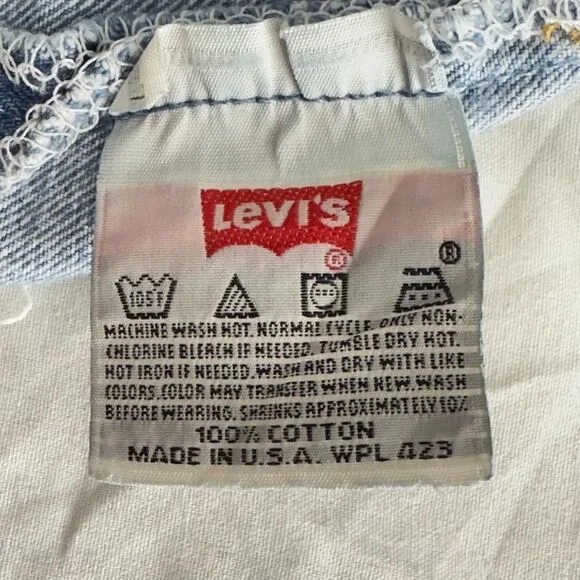 LEVI'S
®
®
105F
MACHINE WASH HOT. NORMAL CYCLE. ONLY NON-
CHLORINE BLEACH IF NEEDED. TUMBLE DRY HOT.
HOT IRON IF NEEDED. WASH AND DRY WITH LIKE
COLORS. COLOR MAY TRANSFER WHEN NEW. WASH
BEFORE WEARING. SHRINKS APPROXIMATELY 10%
100% COTTON
MADE IN U.S.A. WPL 423